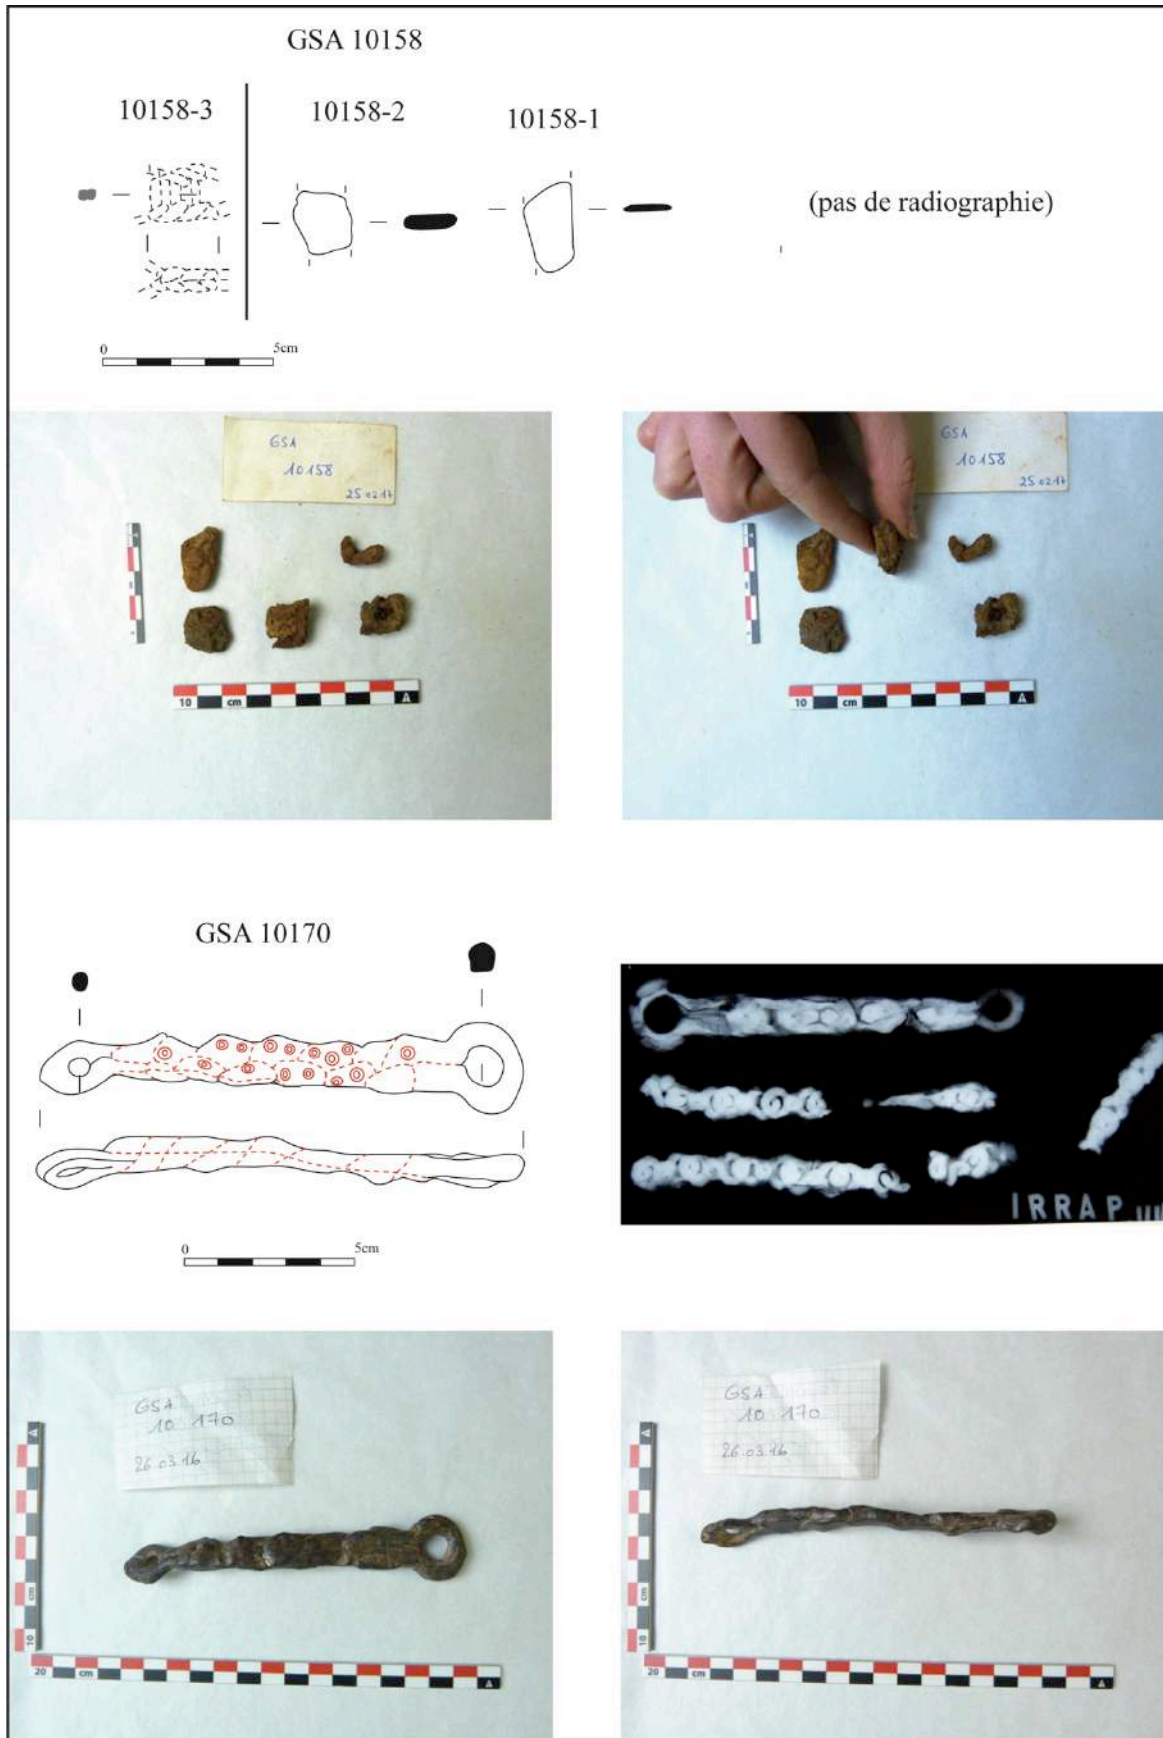 GSA 10158
10158-3
10158-2
10158-1
(pas de radiographie)
0 5cm
GSA
10158
25 02 17
10 cm A
GSA
10158
25 02 17
10 cm A
GSA 10170
0 5cm
IRRAP
GSA
10 170
26.03.16
A
cm
10
20 cm A
GSA
10 170
26.03.16
A
cm
10
20 cm A